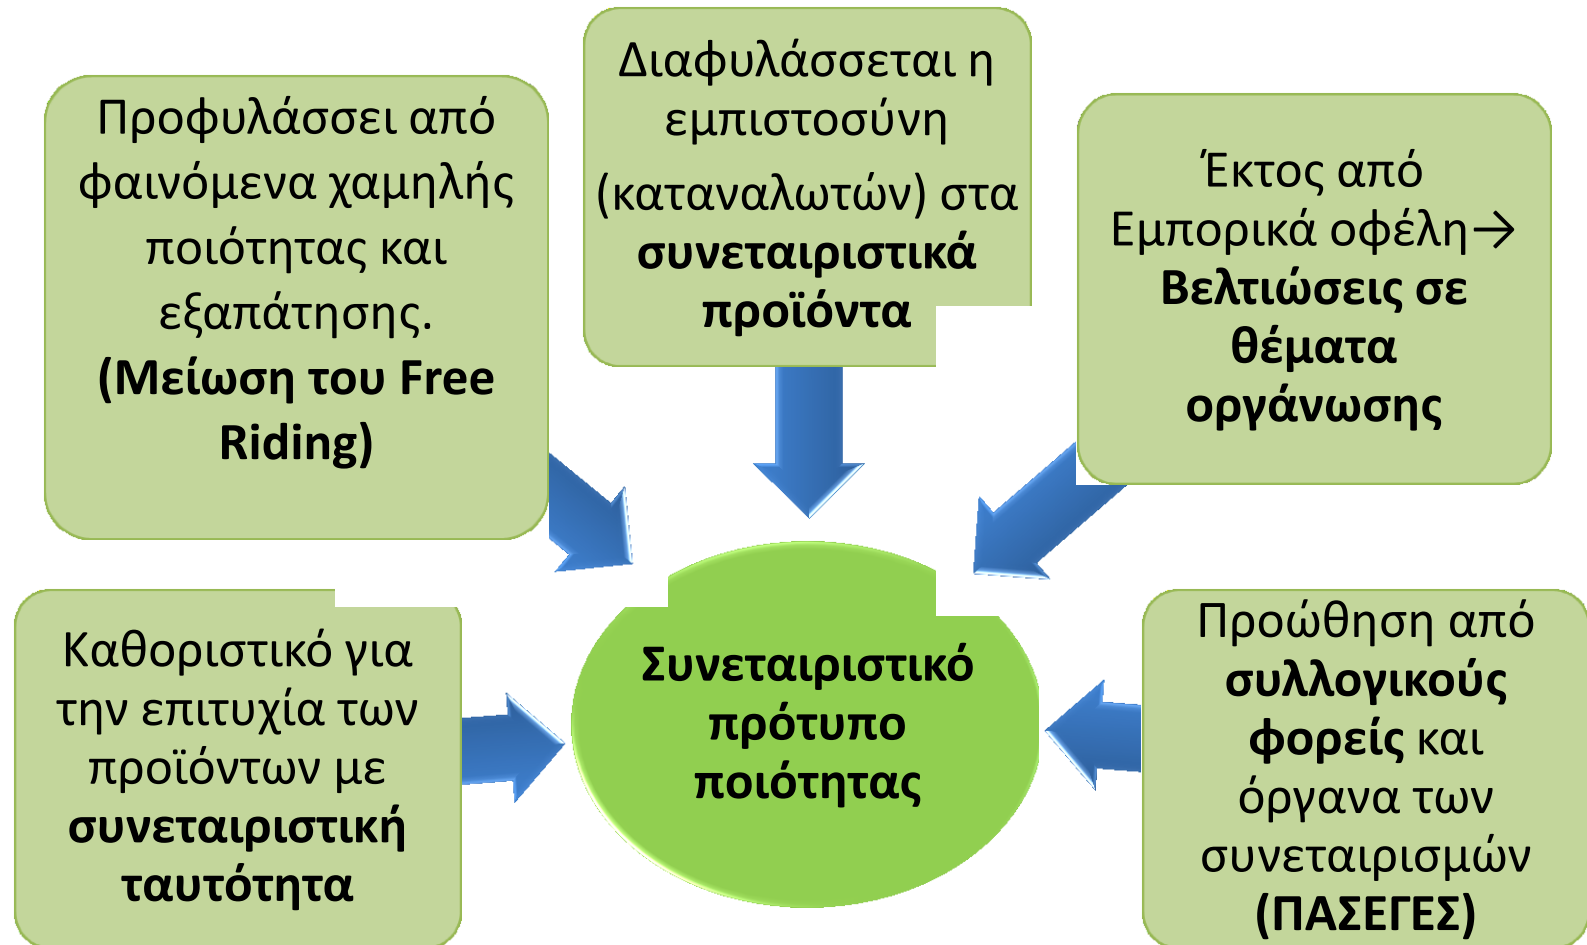 Προφυλάσσει από
φαινόμενα χαμηλής
ποιότητας και
εξαπάτησης.
(Μείωση του Free
Riding)
Διαφυλάσσεται η
εμπιστοσύνη
(καταναλωτών) στα
συνεταιριστικά
προϊόντα
Έκτος από
Εμπορικά οφέλη→
Βελτιώσεις σε
θέματα
οργάνωσης
Καθοριστικό για
την επιτυχία των
προϊόντων με
συνεταιριστική
ταυτότητα
Συνεταιριστικό
πρότυπο
ποιότητας
Προώθηση από
συλλογικούς
φορείς και
όργανα των
συνεταιρισμών
(ΠΑΣΕΓΕΣ)